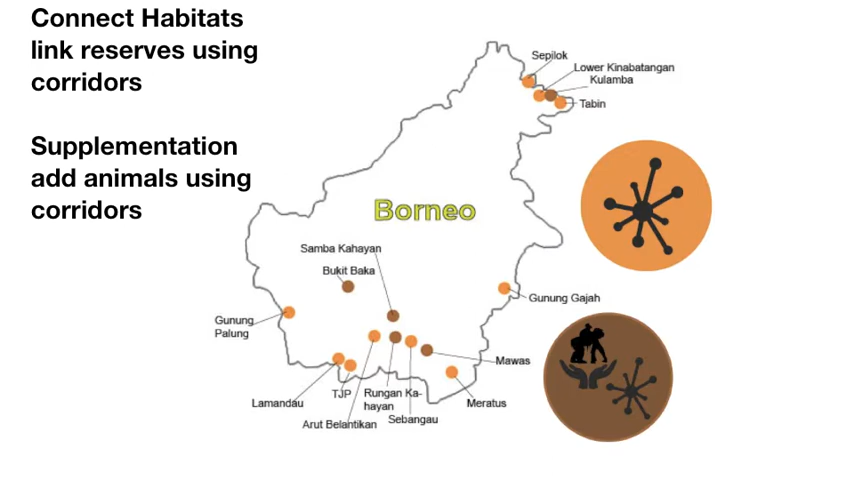 Connect Habitats
link reserves using
corridors
Supplementation
add animals using
corridors
Sepilok
Lower Kinabatangan
Kulamba
Tabin
Borneo
Samba Kahayan
Bukit Baka
Gunung Gajah
Gunung
Palung
Mawas
Lamandau
TJP
Rungan Ka-
hayan
Meratus
Arut Belantikan
Sebangau